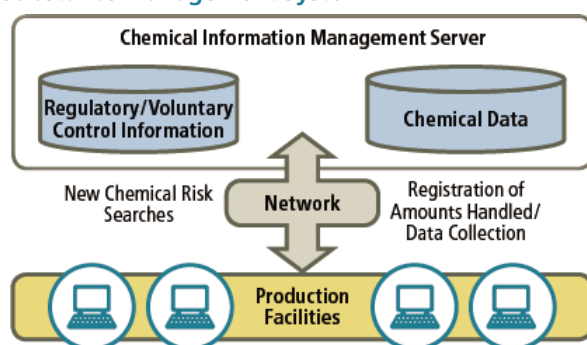 Chemical Information Management Server
Regulatory/Voluntary
Control Information
Chemical Data
New Chemical Risk
Searches
Network
Registration of
Amounts Handled/
Data Collection
Production
Facilities